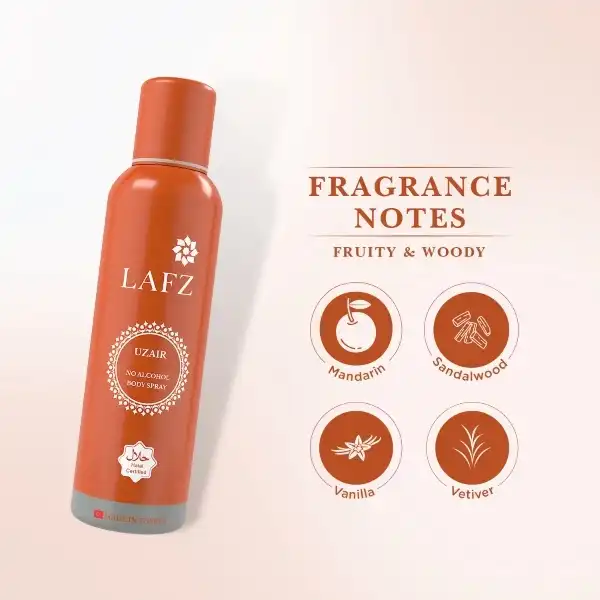 LAFZ
UZAIR
NO ALCOHOL
BODY SPRAY
حلال
Halal
Certified
FRAGRANCE
NOTES
FRUITY & WOODY
Mandarin
Sandalwood
Vanilla
Vetiver